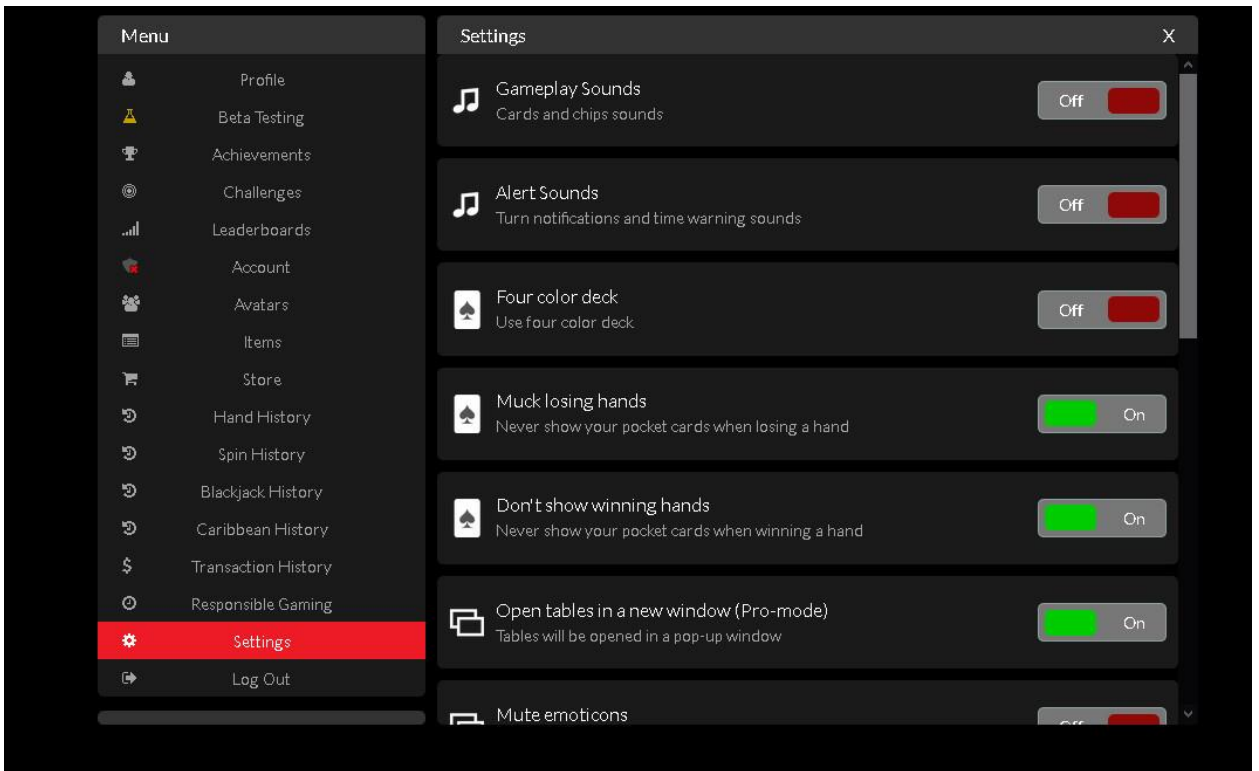 Menu
Profile
Beta Testing
Achievements
Challenges
Leaderboards
Account
Avatars
Items
Store
Hand History
Spin History
Blackjack History
Caribbean History
Transaction History
Responsible Gaming
Settings
Log Out
Settings X
Gameplay Sounds
Cards and chips sounds
Off
Alert Sounds
Turn notifications and time warning sounds
Off
Four color deck
Use four color deck
Off
Muck losing hands
Never show your pocket cards when losing a hand
On
Don't show winning hands
Never show your pocket cards when winning a hand
On
Open tables in a new window (Pro-mode)
Tables will be opened in a pop-up window
On
Mute emoticons
Off